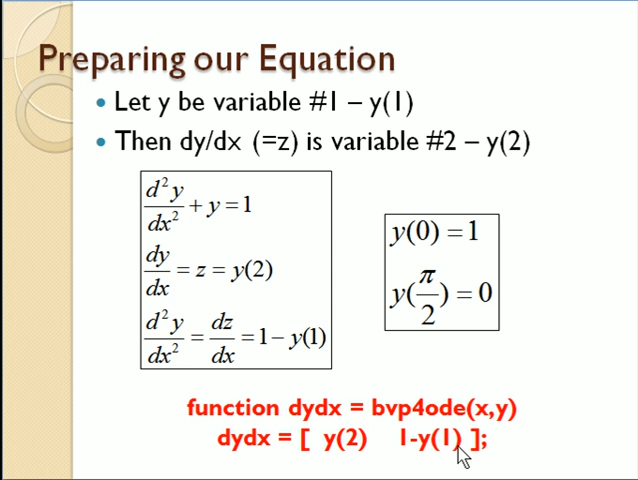 Preparing our Equation
• Let y be variable #1 – y(1)
• Then dy/dx (=z) is variable #2 – y(2)
d²y/dx² + y = 1
dy/dx = z = y(2)
d²y/dx² = dz/dx = 1 − y(1)
y(0) = 1
y(π/2) = 0
function dydx = bvp4ode(x,y)
dydx = [ y(2) 1-y(1) ];